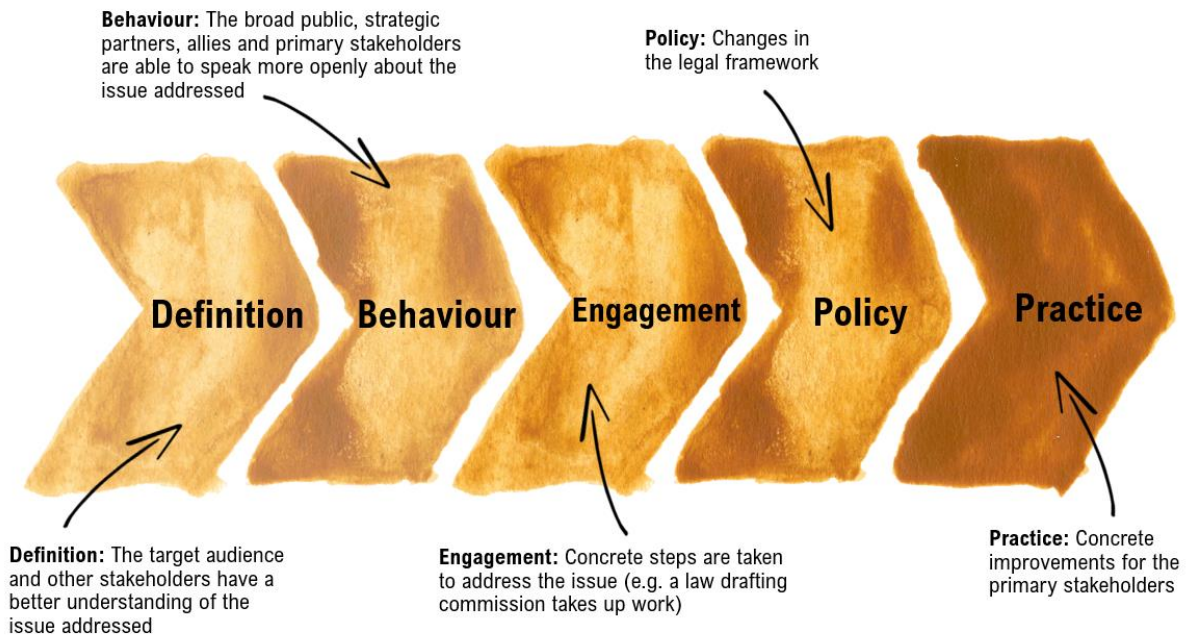 Behaviour: The broad public, strategic
partners, allies and primary stakeholders
are able to speak more openly about the
issue addressed
Policy: Changes in
the legal framework
Definition
Behaviour
Engagement
Policy
Practice
Definition: The target audience
and other stakeholders have a
better understanding of the
issue addressed
Engagement: Concrete steps are taken
to address the issue (e.g. a law drafting
commission takes up work)
Practice: Concrete
improvements for the
primary stakeholders